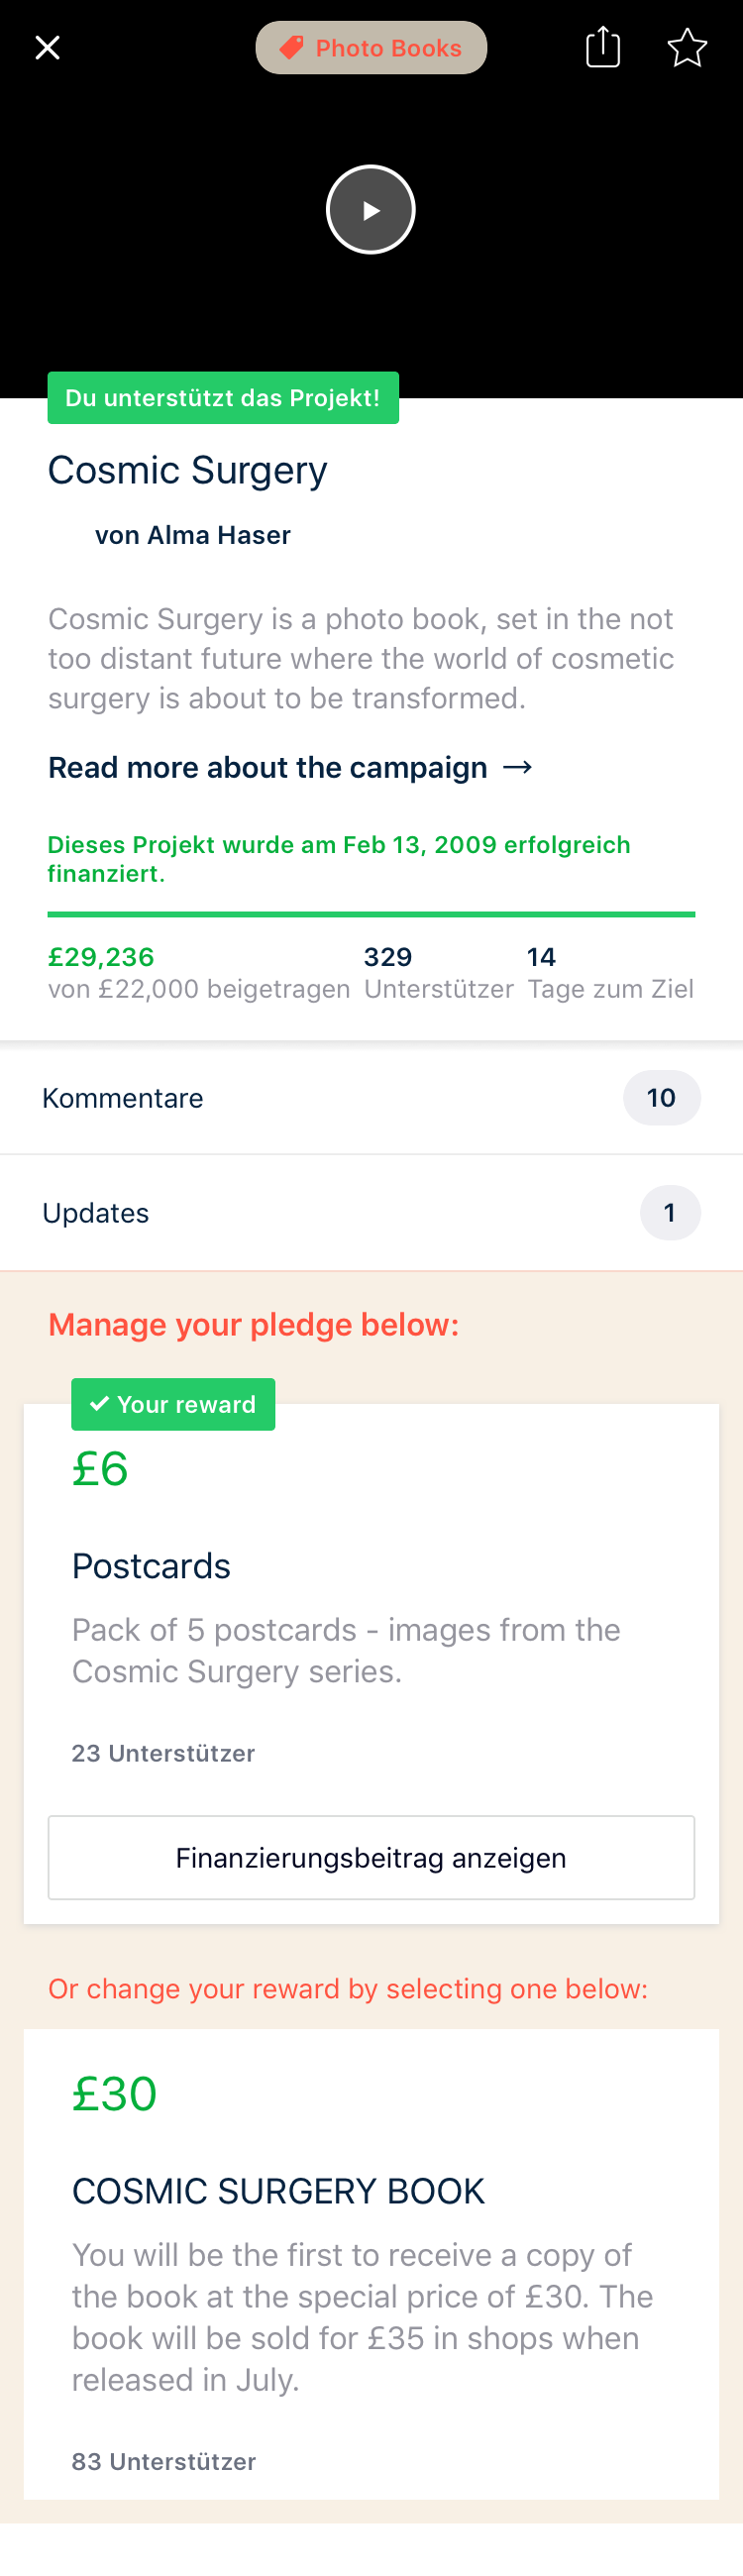 Photo Books
Du unterstützt das Projekt!
Cosmic Surgery
von Alma Haser
Cosmic Surgery is a photo book, set in the not
too distant future where the world of cosmetic
surgery is about to be transformed.
Read more about the campaign →
Dieses Projekt wurde am Feb 13, 2009 erfolgreich
finanziert.
£29,236 329 14
von £22,000 beigetragen Unterstützer Tage zum Ziel
Kommentare 10
Updates 1
Manage your pledge below:
✓ Your reward
£6
Postcards
Pack of 5 postcards - images from the
Cosmic Surgery series.
23 Unterstützer
Finanzierungsbeitrag anzeigen
Or change your reward by selecting one below:
£30
COSMIC SURGERY BOOK
You will be the first to receive a copy of
the book at the special price of £30. The
book will be sold for £35 in shops when
released in July.
83 Unterstützer